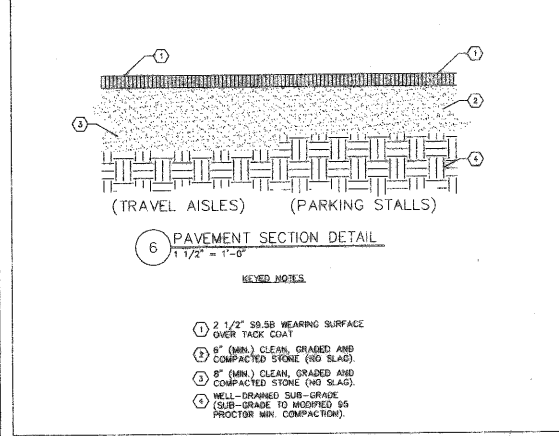 1
1
2
3
4
(TRAVEL AISLES) (PARKING STALLS)
6 PAVEMENT SECTION DETAIL
1 1/2" = 1'-0"
KEYED NOTES
1 2 1/2" S9.5B WEARING SURFACE
OVER TACK COAT
2 6" (MIN.) CLEAN, GRADED AND
COMPACTED STONE (NO SLAG).
3 8" (MIN.) CLEAN, GRADED AND
COMPACTED STONE (NO SLAG).
4 WELL-DRAINED SUB-GRADE
(SUB-GRADE TO MODIFIED 95
PROCTOR MIN. COMPACTION).